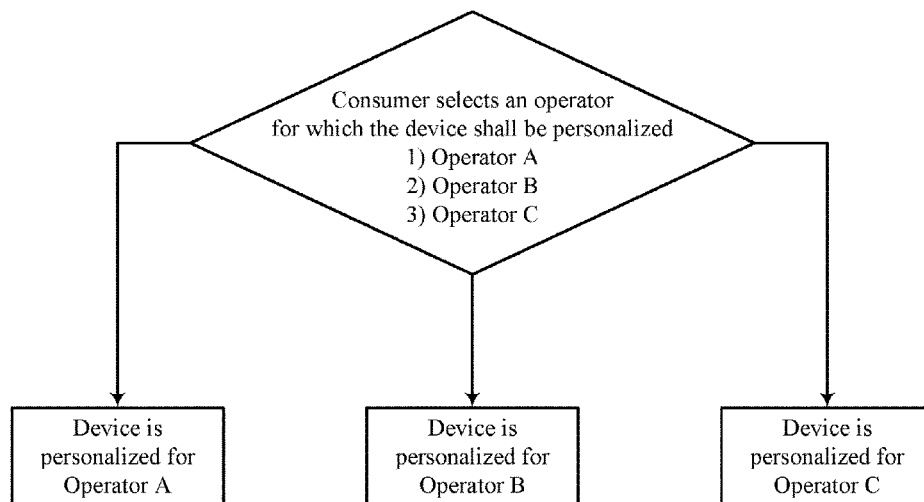 Consumer selects an operator
for which the device shall be personalized
1) Operator A
2) Operator B
3) Operator C
Device is
personalized for
Operator A
Device is
personalized for
Operator B
Device is
personalized for
Operator C